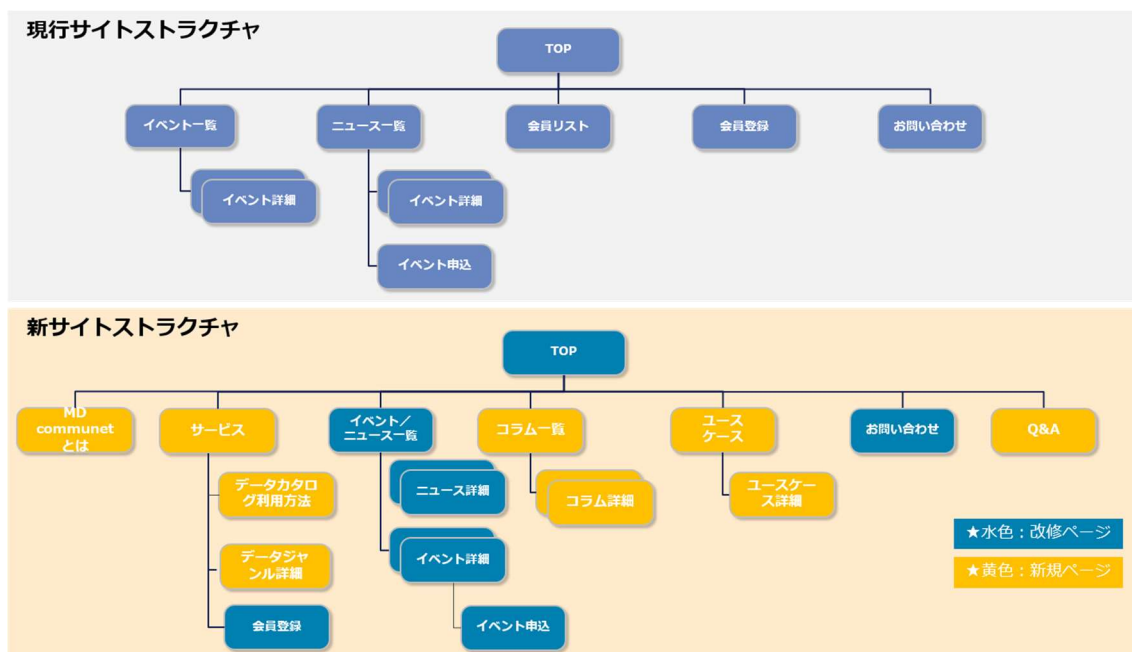 現行サイトストラクチャ
TOP
イベント一覧
ニュース一覧
会員リスト
会員登録
お問い合わせ
イベント詳細
イベント詳細
イベント申込
新サイトストラクチャ
TOP
MD
communet
とは
サービス
イベント／
ニュース一覧
コラム一覧
ユース
ケース
お問い合わせ
Q&A
データカタロ
グ利用方法
ニュース詳細
コラム詳細
ユースケー
ス詳細
データジャ
ンル詳細
イベント詳細
会員登録
イベント申込
★水色：改修ページ
★黄色：新規ページ